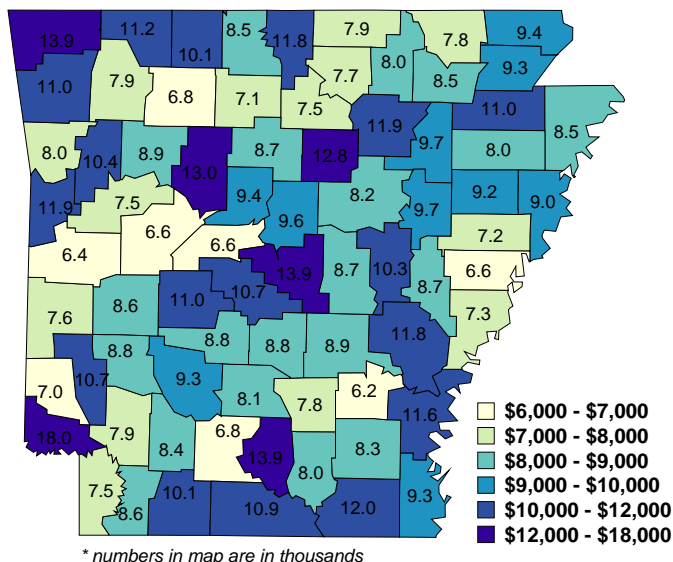 13.9 11.2 10.1 8.5 11.8 7.9 7.8 9.4
11.0 7.9 6.8 7.1 7.5 7.7 8.0 8.5 9.3
8.0 10.4 8.9 13.0 8.7 12.8 11.9 9.7 11.0 8.0 8.5
11.9 7.5 6.6 9.4 9.6 8.2 9.7 9.2 9.0
6.4 6.6 13.9 8.7 10.3 8.7 7.2 6.6
7.6 8.6 11.0 10.7 7.3
8.8 8.8 8.8 8.9 11.8
7.0 10.7 9.3 8.1 7.8 6.2 11.6
18.0 7.9 8.4 6.8 13.9 8.0 8.3
7.5 8.6 10.1 10.9 12.0 9.3
$6,000 - $7,000
$7,000 - $8,000
$8,000 - $9,000
$9,000 - $10,000
$10,000 - $12,000
$12,000 - $18,000
* numbers in map are in thousands